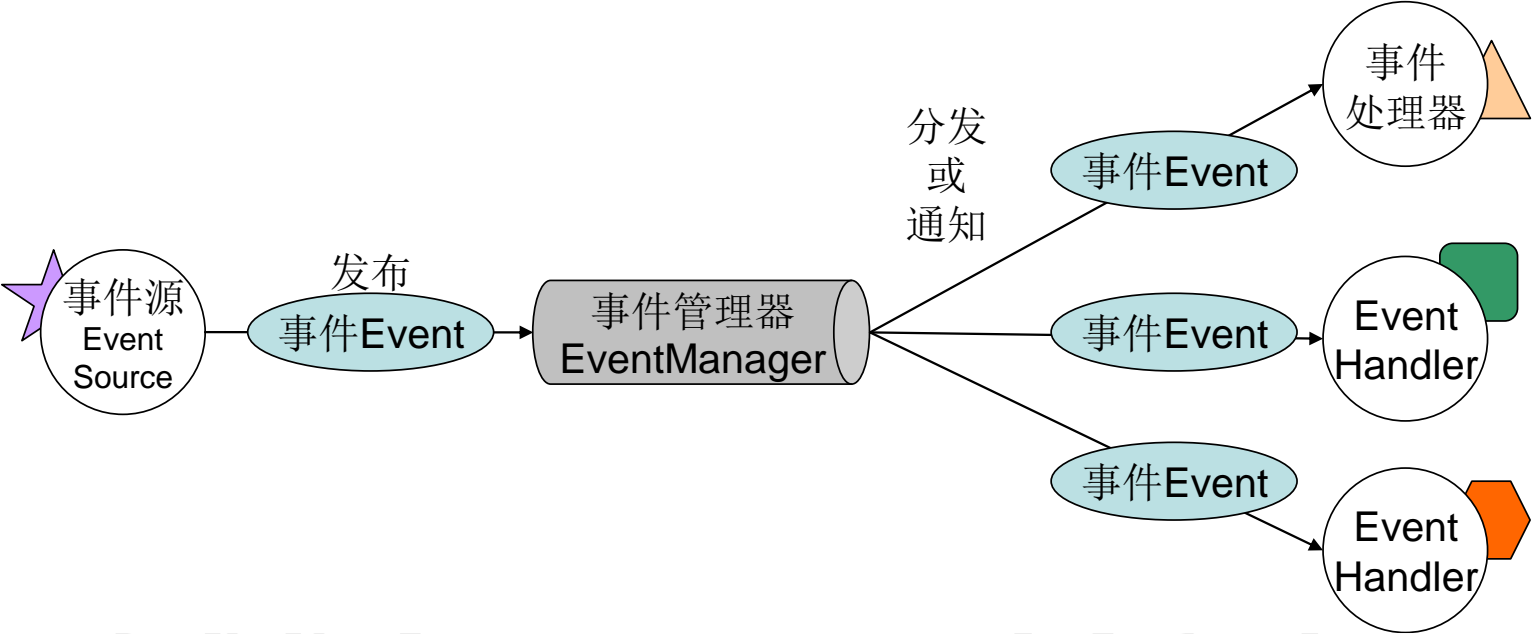 事件源
Event
Source
发布
事件Event
事件管理器
EventManager
分发
或
通知
事件Event
事件
处理器
事件Event
Event
Handler
事件Event
Event
Handler